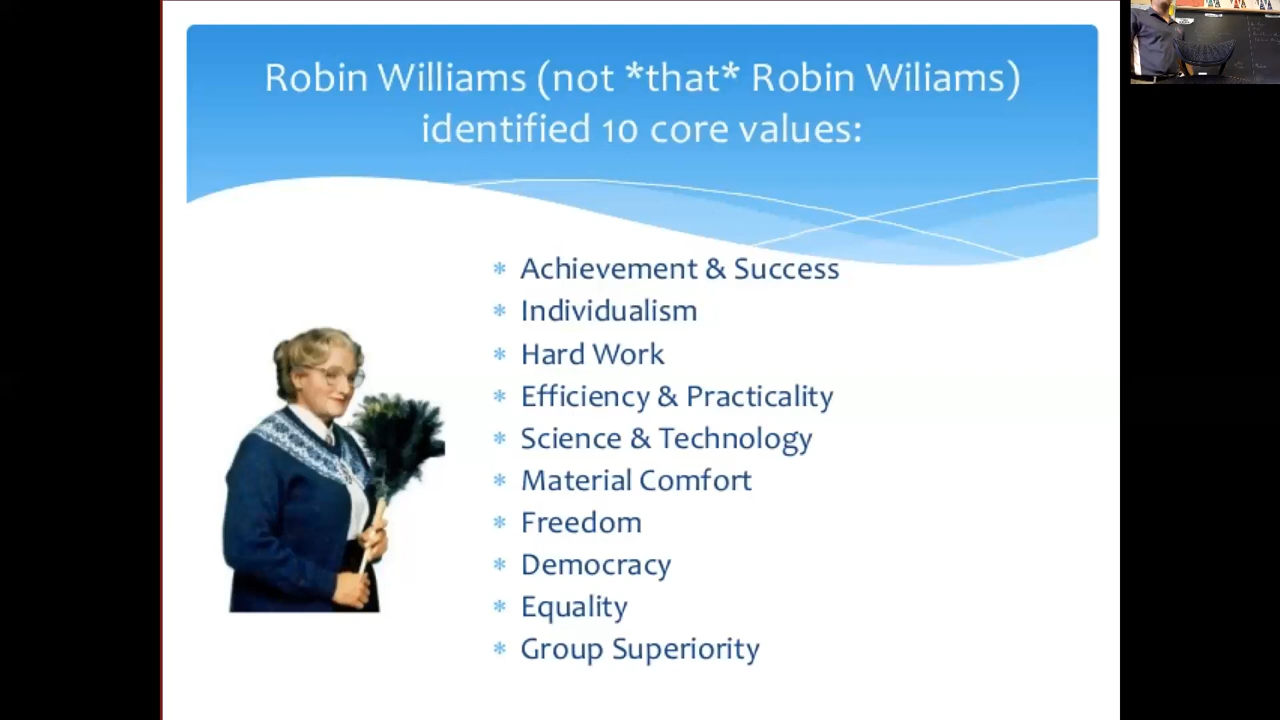 Robin Williams (not *that* Robin Wiliams)
identified 10 core values:
* Achievement & Success
* Individualism
* Hard Work
* Efficiency & Practicality
* Science & Technology
* Material Comfort
* Freedom
* Democracy
* Equality
* Group Superiority